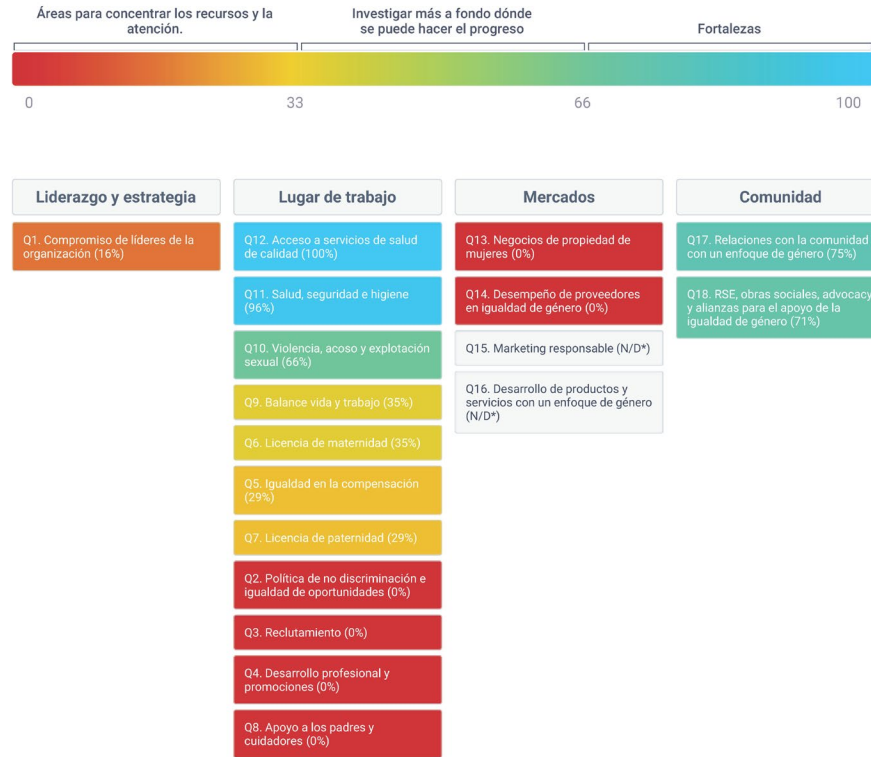 Áreas para concentrar los recursos y la
atención.
Investigar más a fondo dónde
se puede hacer el progreso
Fortalezas
0
33
66
100
Liderazgo y estrategia
Q1. Compromiso de líderes de la
organización (16%)
Lugar de trabajo
Q12. Acceso a servicios de salud
de calidad (100%)
Q11. Salud, seguridad e higiene
(96%)
Q10. Violencia, acoso y explotación
sexual (66%)
Q9. Balance vida y trabajo (35%)
Q6. Licencia de maternidad (35%)
Q5. Igualdad en la compensación
(29%)
Q7. Licencia de paternidad (29%)
Q2. Política de no discriminación e
igualdad de oportunidades (0%)
Q3. Reclutamiento (0%)
Q4. Desarrollo profesional y
promociones (0%)
Q8. Apoyo a los padres y
cuidadores (0%)
Mercados
Q13. Negocios de propiedad de
mujeres (0%)
Q14. Desempeño de proveedores
en igualdad de género (0%)
Q15. Marketing responsable (N/D*)
Q16. Desarrollo de productos y
servicios con un enfoque de género
(N/D*)
Comunidad
Q17. Relaciones con la comunidad
con un enfoque de género (75%)
Q18. RSE, obras sociales, advocacy
y alianzas para el apoyo de la
igualdad de género (71%)